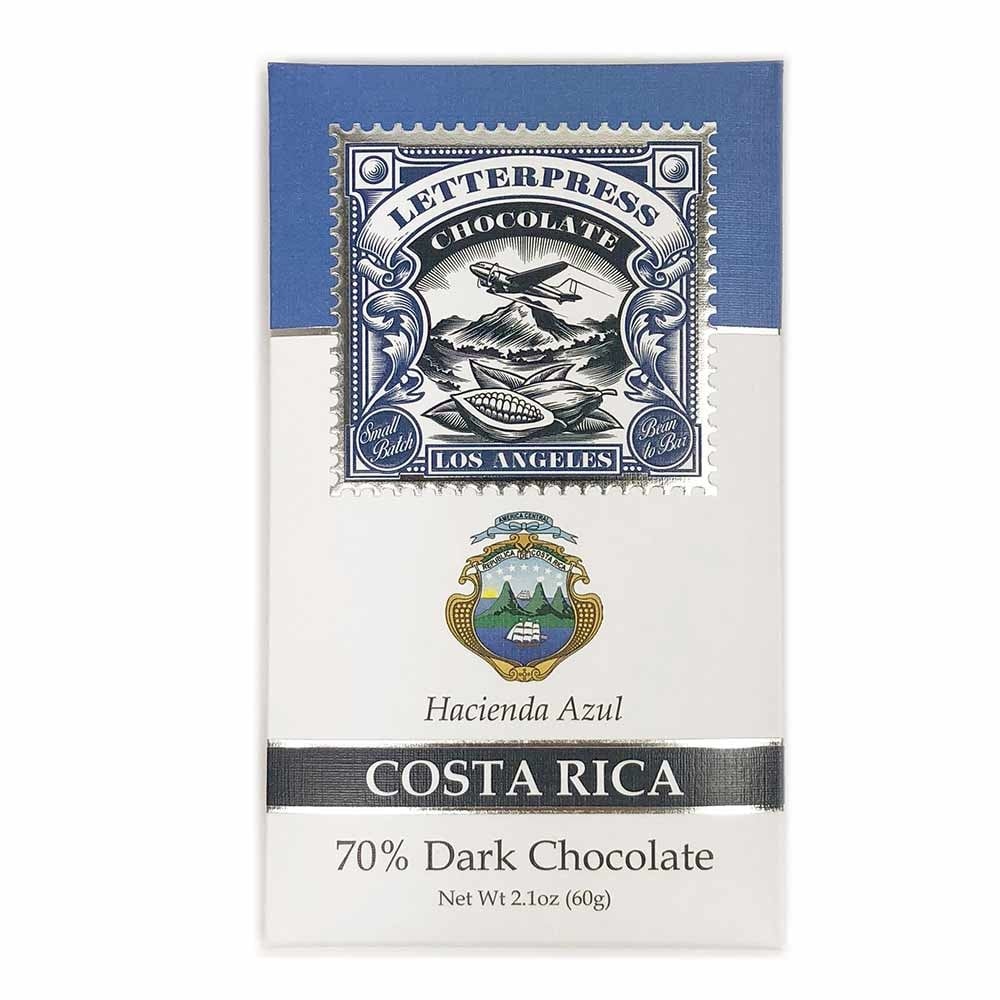 LETTERPRESS
CHOCOLATE
Small
Batch
Bean
to Bar
LOS ANGELES
AMERICA CENTRAL
REPUBLICA DE COSTA RICA
Hacienda Azul
COSTA RICA
70% Dark Chocolate
Net Wt 2.1oz (60g)